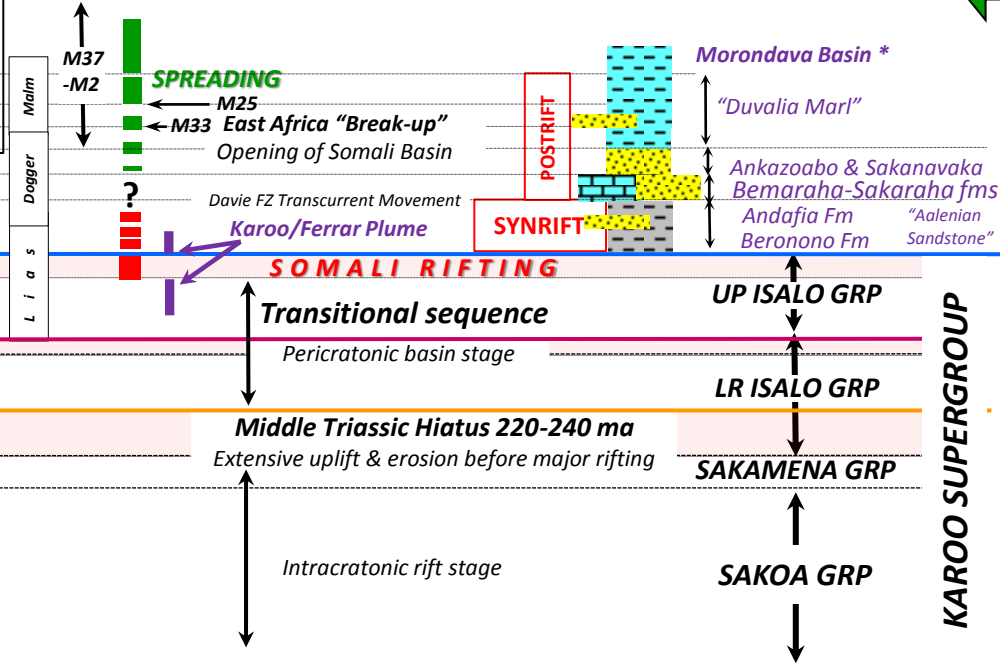 M37
-M2
Malm
Dogger
Lias
SPREADING
M25
M33
East Africa “Break-up”
Opening of Somali Basin
?
Davie FZ Transcurrent Movement
Karoo/Ferrar Plume
POSTRIFT
SYNRIFT
Morondava Basin *
“Duvalia Marl”
Ankazoabo & Sakanavaka
Bemaraha-Sakaraha fms
Andafia Fm
Beronono Fm
“Aalenian
Sandstone”
SOMALI RIFTING
UP ISALO GRP
Transitional sequence
Pericratonic basin stage
LR ISALO GRP
Middle Triassic Hiatus 220-240 ma
Extensive uplift & erosion before major rifting
SAKAMENA GRP
Intracratonic rift stage
SAKOA GRP
KAROO SUPERGROUP